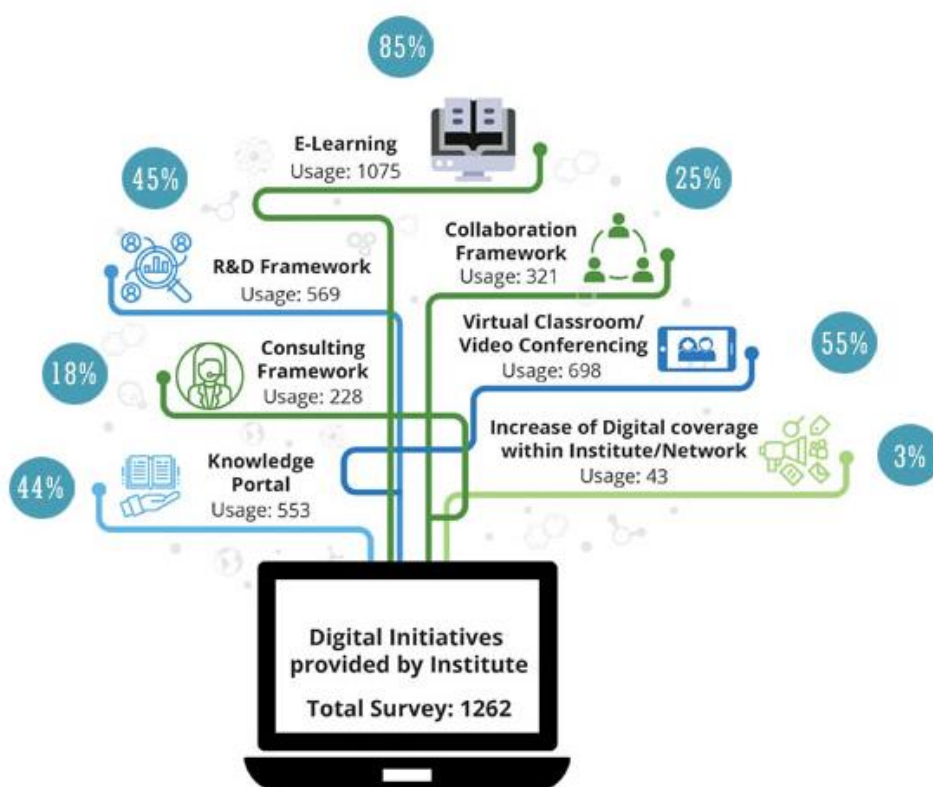 85%
E-Learning
Usage: 1075
45%
R&D Framework
Usage: 569
25%
Collaboration
Framework
Usage: 321
Virtual Classroom/
Video Conferencing
Usage: 698
55%
18%
Consulting
Framework
Usage: 228
Increase of Digital coverage
within Institute/Network
Usage: 43
3%
44%
Knowledge
Portal
Usage: 553
Digital Initiatives
provided by Institute
Total Survey: 1262